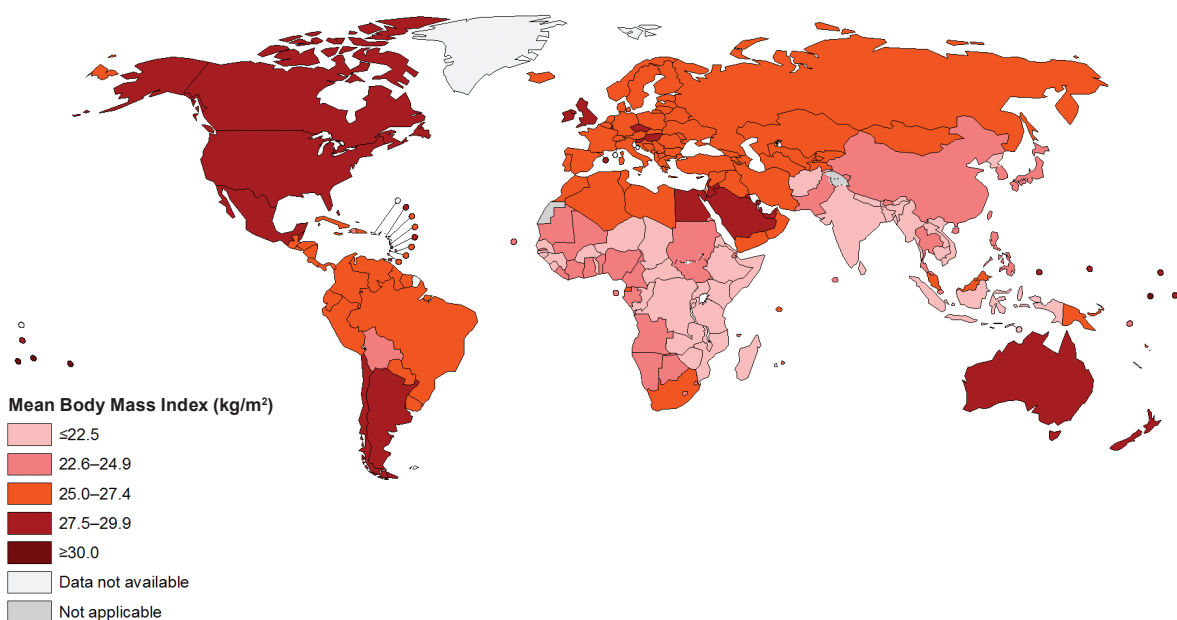 Mean Body Mass Index (kg/m²)
≤22.5
22.6–24.9
25.0–27.4
27.5–29.9
≥30.0
Data not available
Not applicable